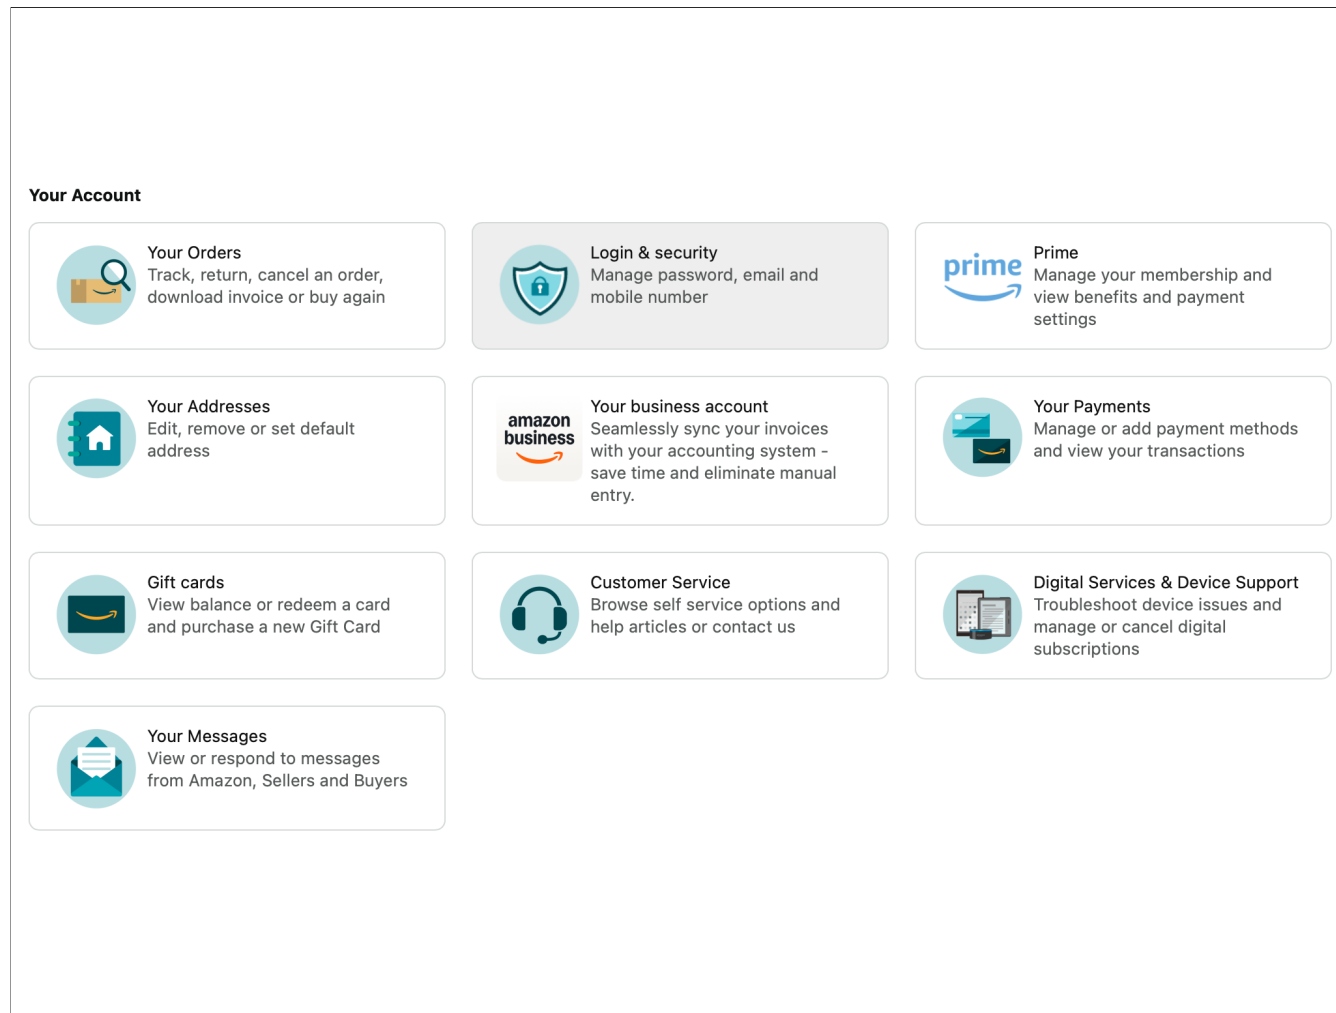 Your Account
Your Orders
Track, return, cancel an order,
download invoice or buy again
Login & security
Manage password, email and
mobile number
prime
Prime
Manage your membership and
view benefits and payment
settings
Your Addresses
Edit, remove or set default
address
amazon
business
Your business account
Seamlessly sync your invoices
with your accounting system -
save time and eliminate manual
entry.
Your Payments
Manage or add payment methods
and view your transactions
Gift cards
View balance or redeem a card
and purchase a new Gift Card
Customer Service
Browse self service options and
help articles or contact us
Digital Services & Device Support
Troubleshoot device issues and
manage or cancel digital
subscriptions
Your Messages
View or respond to messages
from Amazon, Sellers and Buyers